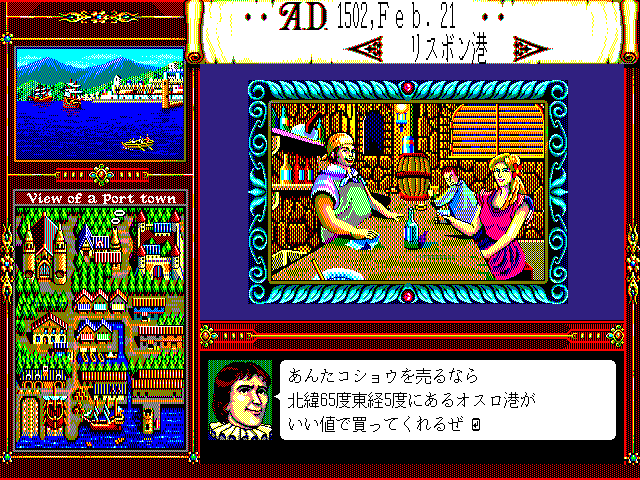 A.D. 1502,Feb.21
リスボン港
View of a Port town
あんたコショウを売るなら
北緯65度東経5度にあるオスロ港が
いい値で買ってくれるぜ